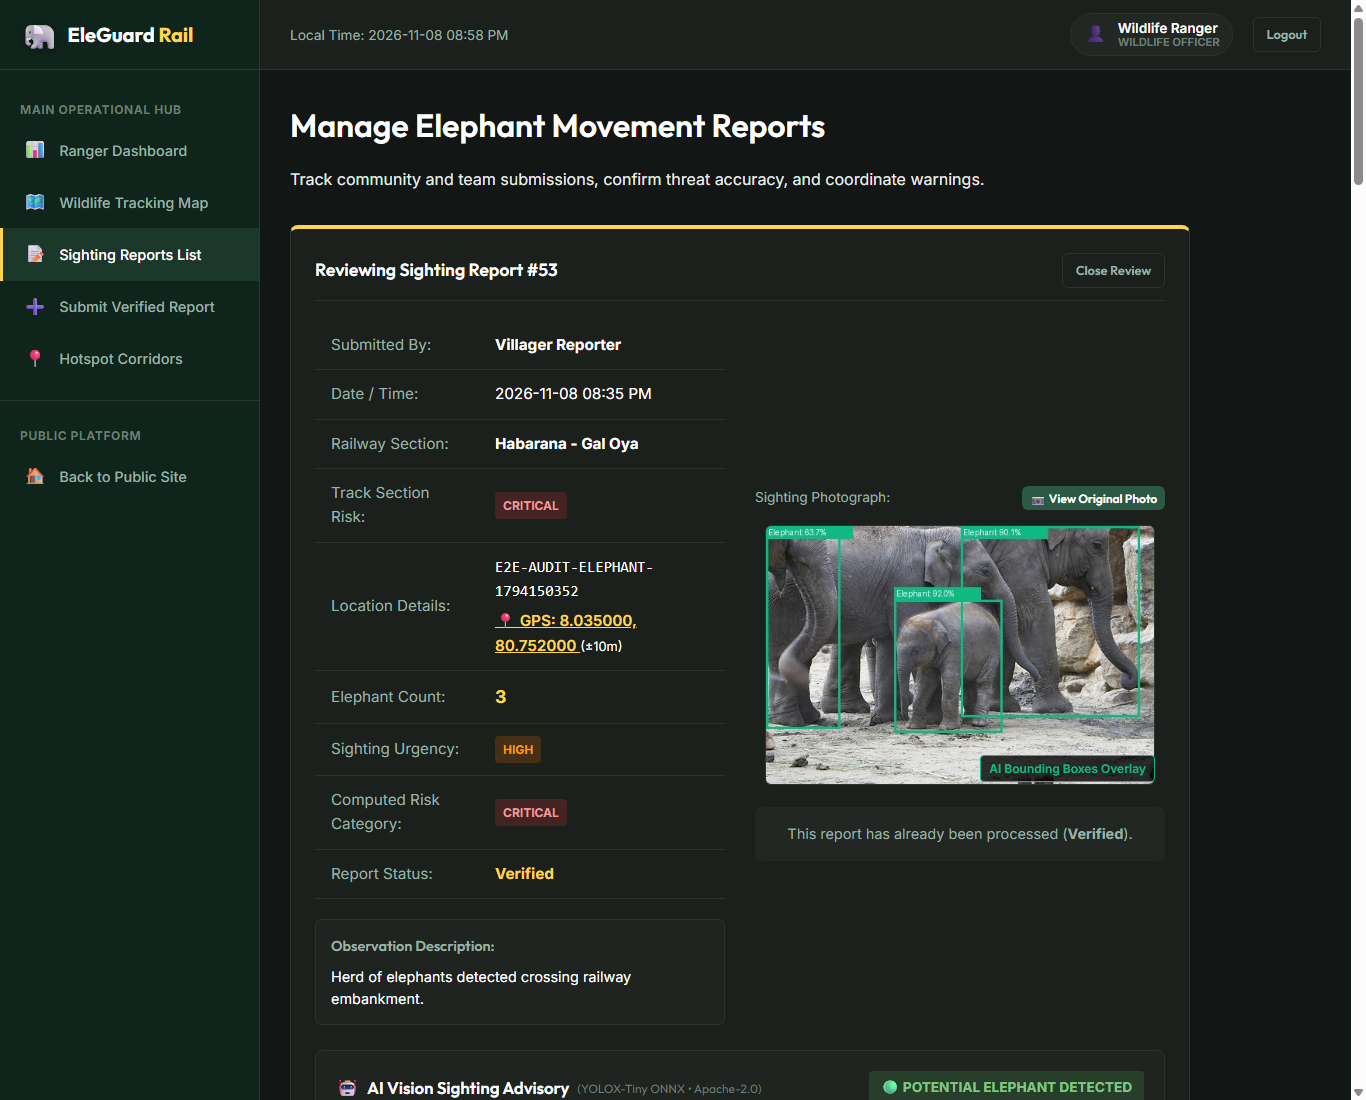 EleGuard Rail
Local Time: 2026-11-08 08:58 PM
Wildlife Ranger
WILDLIFE OFFICER
Logout
MAIN OPERATIONAL HUB
Ranger Dashboard
Wildlife Tracking Map
Sighting Reports List
Submit Verified Report
Hotspot Corridors
PUBLIC PLATFORM
Back to Public Site
Manage Elephant Movement Reports
Track community and team submissions, confirm threat accuracy, and coordinate warnings.
Reviewing Sighting Report #53
Close Review
Submitted By: Villager Reporter
Date / Time: 2026-11-08 08:35 PM
Railway Section: Habarana - Gal Oya
Track Section
Risk:
CRITICAL
Location Details:
E2E-AUDIT-ELEPHANT-
1794150352
GPS: 8.035000,
80.752000 (±10m)
Elephant Count: 3
Sighting Urgency: HIGH
Computed Risk
Category:
CRITICAL
Report Status: Verified
Observation Description:
Herd of elephants detected crossing railway
embankment.
Sighting Photograph:
View Original Photo
Elephant 63.7%
Elephant 90.1%
Elephant 92.0%
AI Bounding Boxes Overlay
This report has already been processed (Verified).
AI Vision Sighting Advisory (YOLOX-Tiny ONNX • Apache-2.0)
POTENTIAL ELEPHANT DETECTED